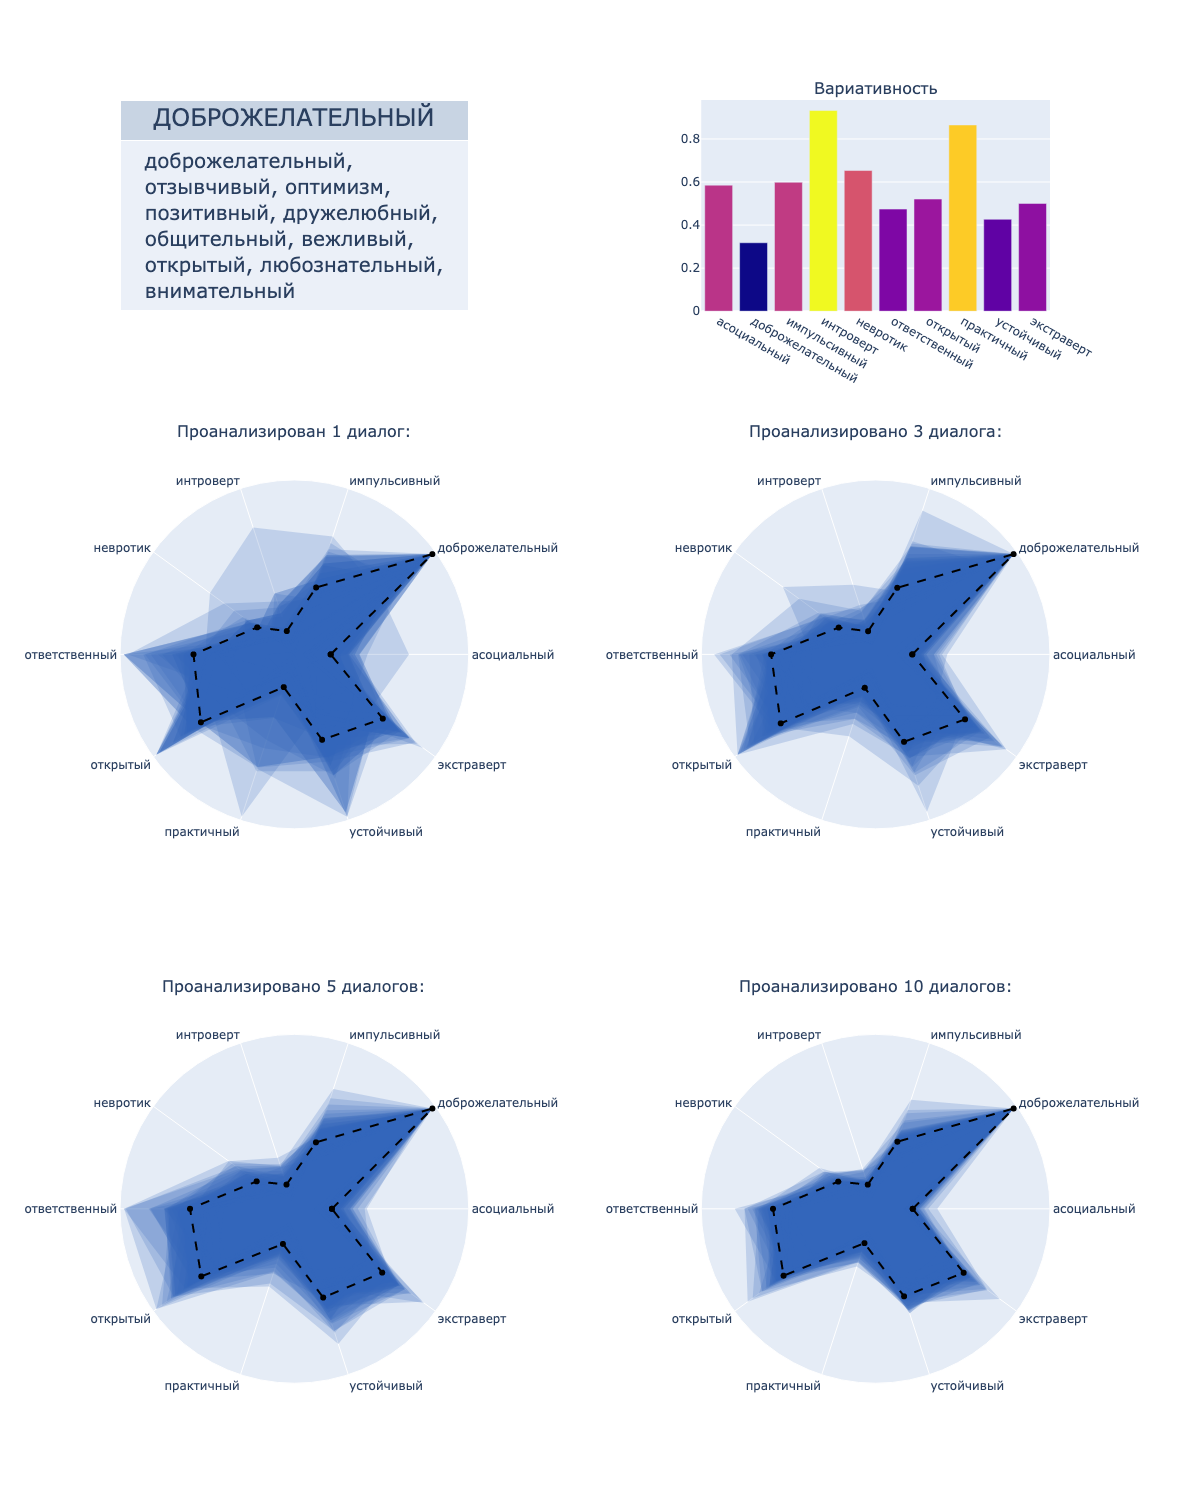 ДОБРОЖЕЛАТЕЛЬНЫЙ
доброжелательный,
отзывчивый, оптимизм,
позитивный, дружелюбный,
общительный, вежливый,
открытый, любознательный,
внимательный
Вариативность
0.8
0.6
0.4
0.2
0
асоциальный
доброжелательный
импульсивный
интроверт
невротик
ответственный
открытый
практичный
устойчивый
экстраверт
Проанализирован 1 диалог:
интроверт
импульсивный
невротик
доброжелательный
ответственный
асоциальный
открытый
экстраверт
практичный
устойчивый
Проанализировано 3 диалога:
интроверт
импульсивный
невротик
доброжелательный
ответственный
асоциальный
открытый
экстраверт
практичный
устойчивый
Проанализировано 5 диалогов:
интроверт
импульсивный
невротик
доброжелательный
ответственный
асоциальный
открытый
экстраверт
практичный
устойчивый
Проанализировано 10 диалогов:
интроверт
импульсивный
невротик
доброжелательный
ответственный
асоциальный
открытый
экстраверт
практичный
устойчивый